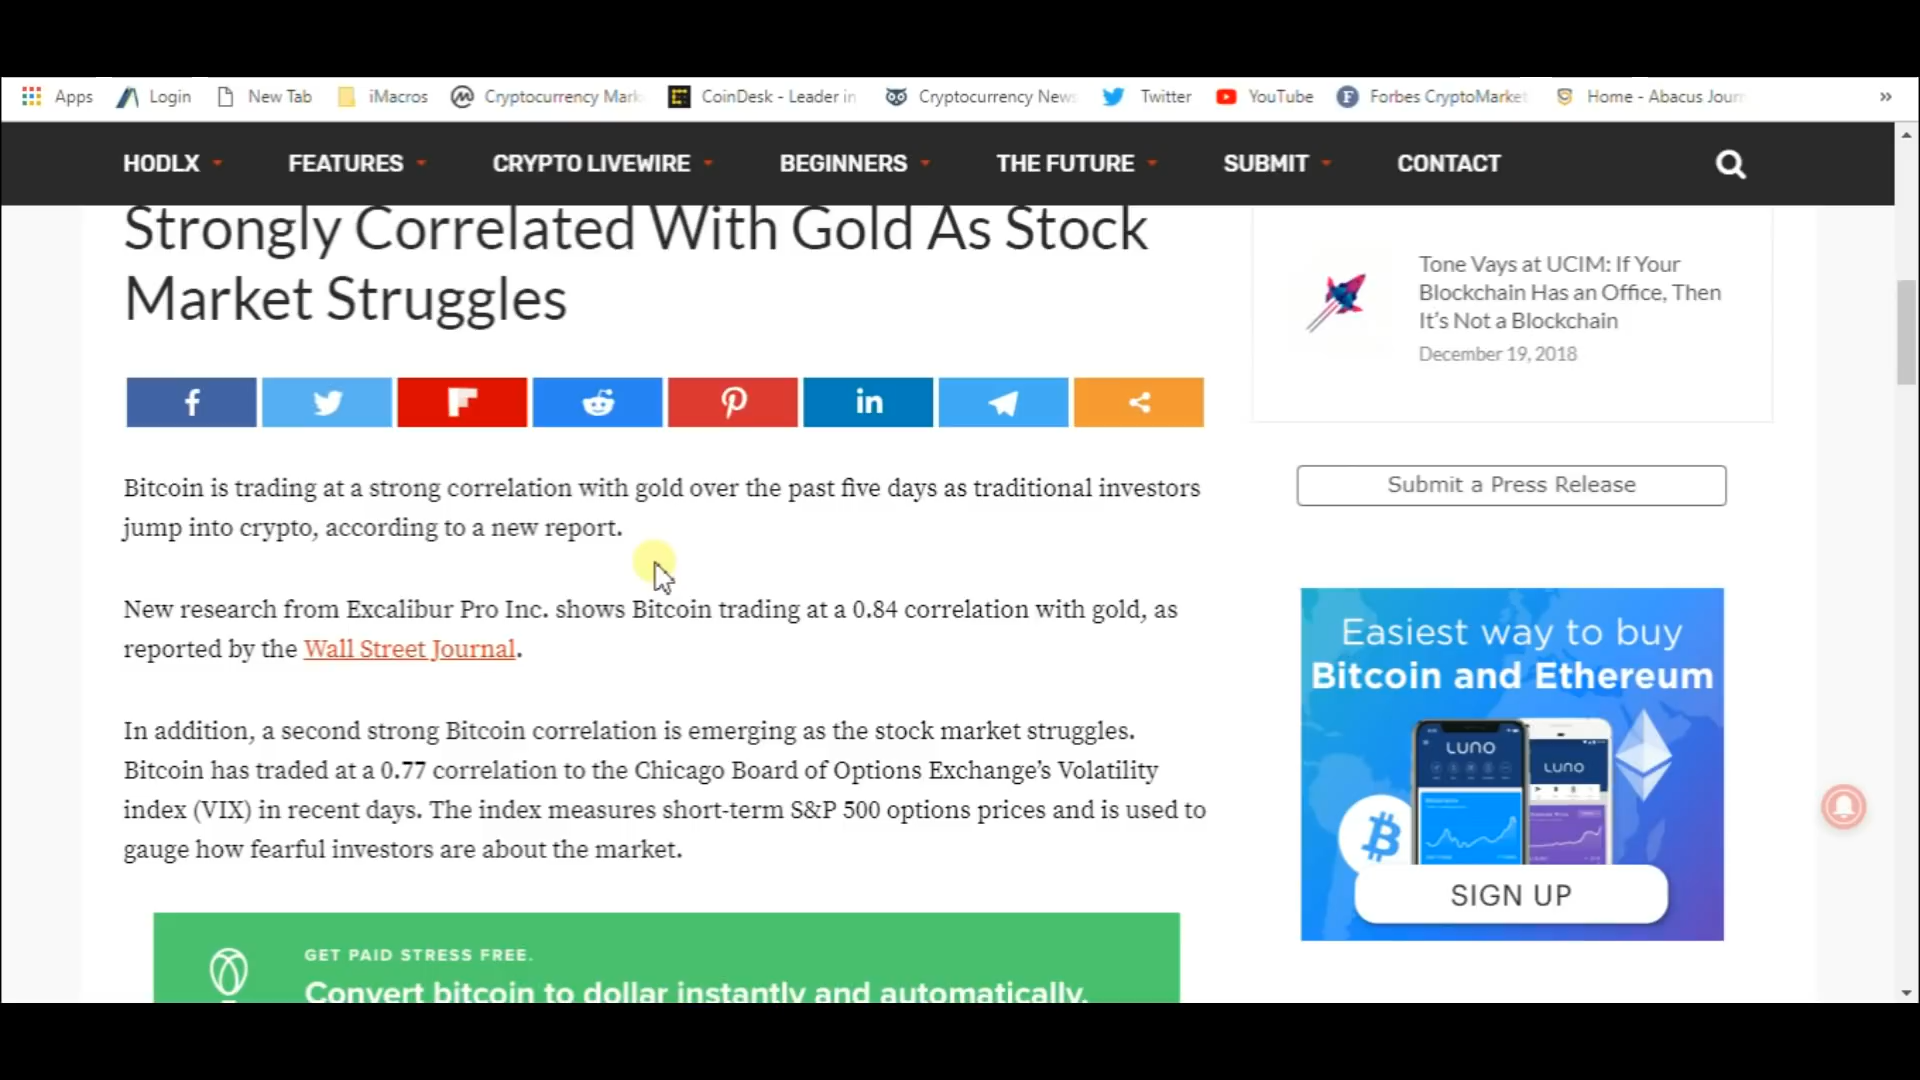 Apps Login New Tab iMacros Cryptocurrency Mark CoinDesk - Leader in Cryptocurrency News Twitter YouTube Forbes CryptoMarket Home - Abacus Journ »
HODLX FEATURES CRYPTO LIVEWIRE BEGINNERS THE FUTURE SUBMIT CONTACT
Strongly Correlated With Gold As Stock
Market Struggles
Bitcoin is trading at a strong correlation with gold over the past five days as traditional investors
jump into crypto, according to a new report.
New research from Excalibur Pro Inc. shows Bitcoin trading at a 0.84 correlation with gold, as
reported by the Wall Street Journal.
In addition, a second strong Bitcoin correlation is emerging as the stock market struggles.
Bitcoin has traded at a 0.77 correlation to the Chicago Board of Options Exchange’s Volatility
index (VIX) in recent days. The index measures short-term S&P 500 options prices and is used to
gauge how fearful investors are about the market.
GET PAID STRESS FREE.
Convert bitcoin to dollar instantly and automatically.
Tone Vays at UCIM: If Your
Blockchain Has an Office, Then
It’s Not a Blockchain
December 19, 2018
Submit a Press Release
Easiest way to buy
Bitcoin and Ethereum
LUNO
LUNO
SIGN UP